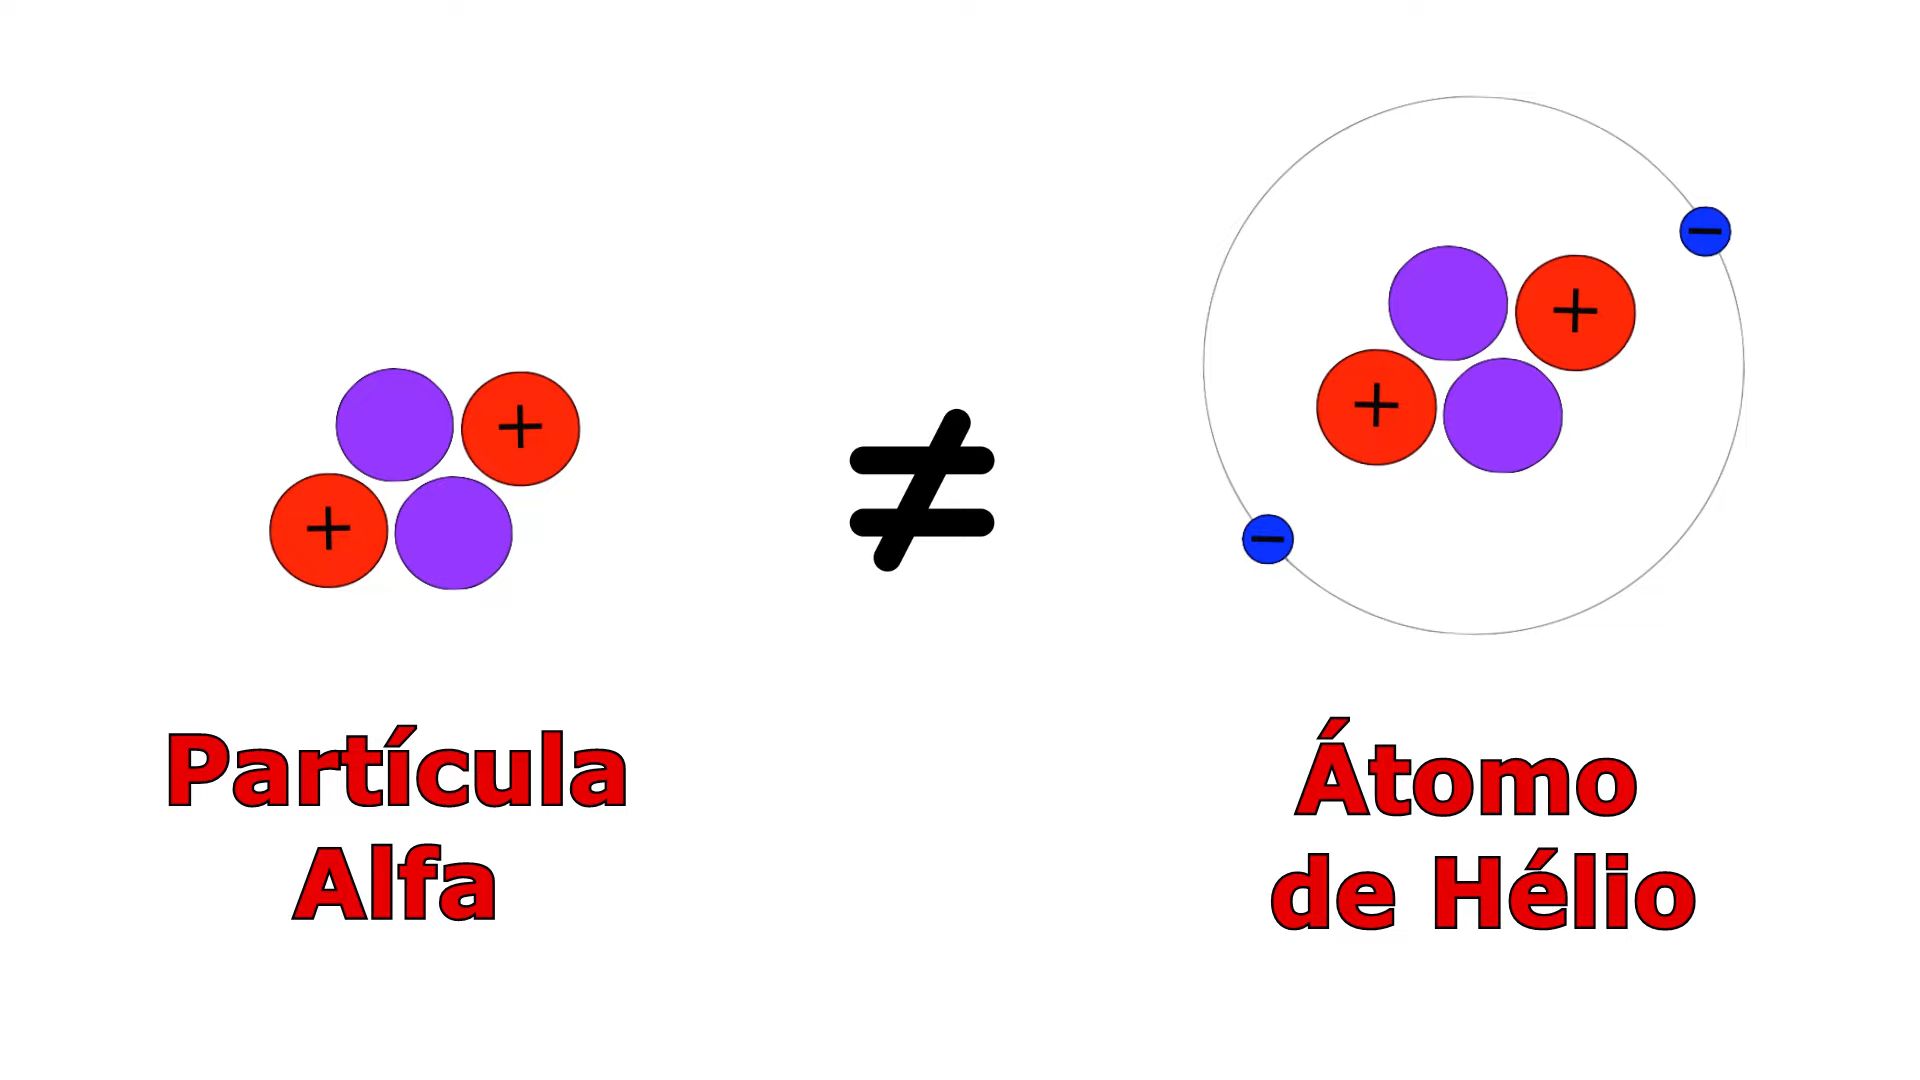 +
+
≠
+
+
−
−
Partícula
Alfa
Átomo
de Hélio